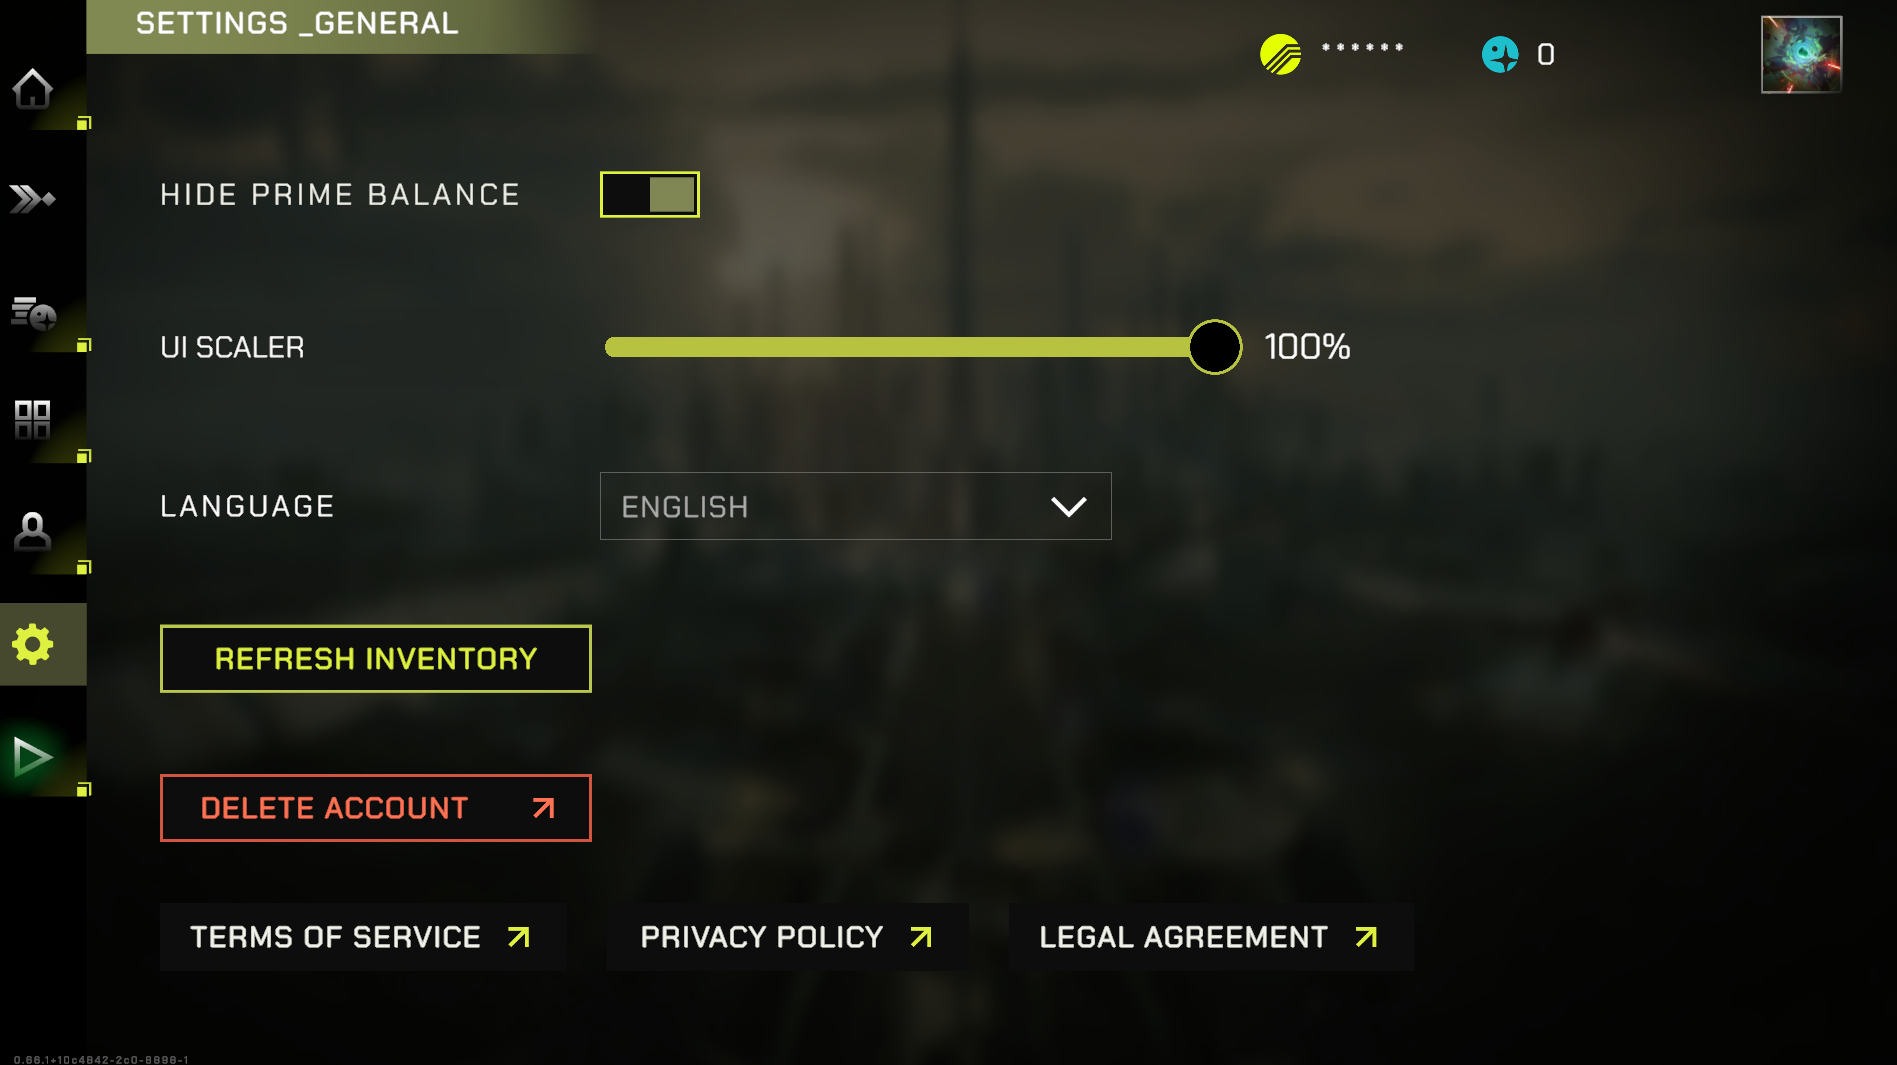 SETTINGS _GENERAL
****** 0
HIDE PRIME BALANCE
UI SCALER 100%
LANGUAGE ENGLISH
REFRESH INVENTORY
DELETE ACCOUNT
TERMS OF SERVICE PRIVACY POLICY LEGAL AGREEMENT